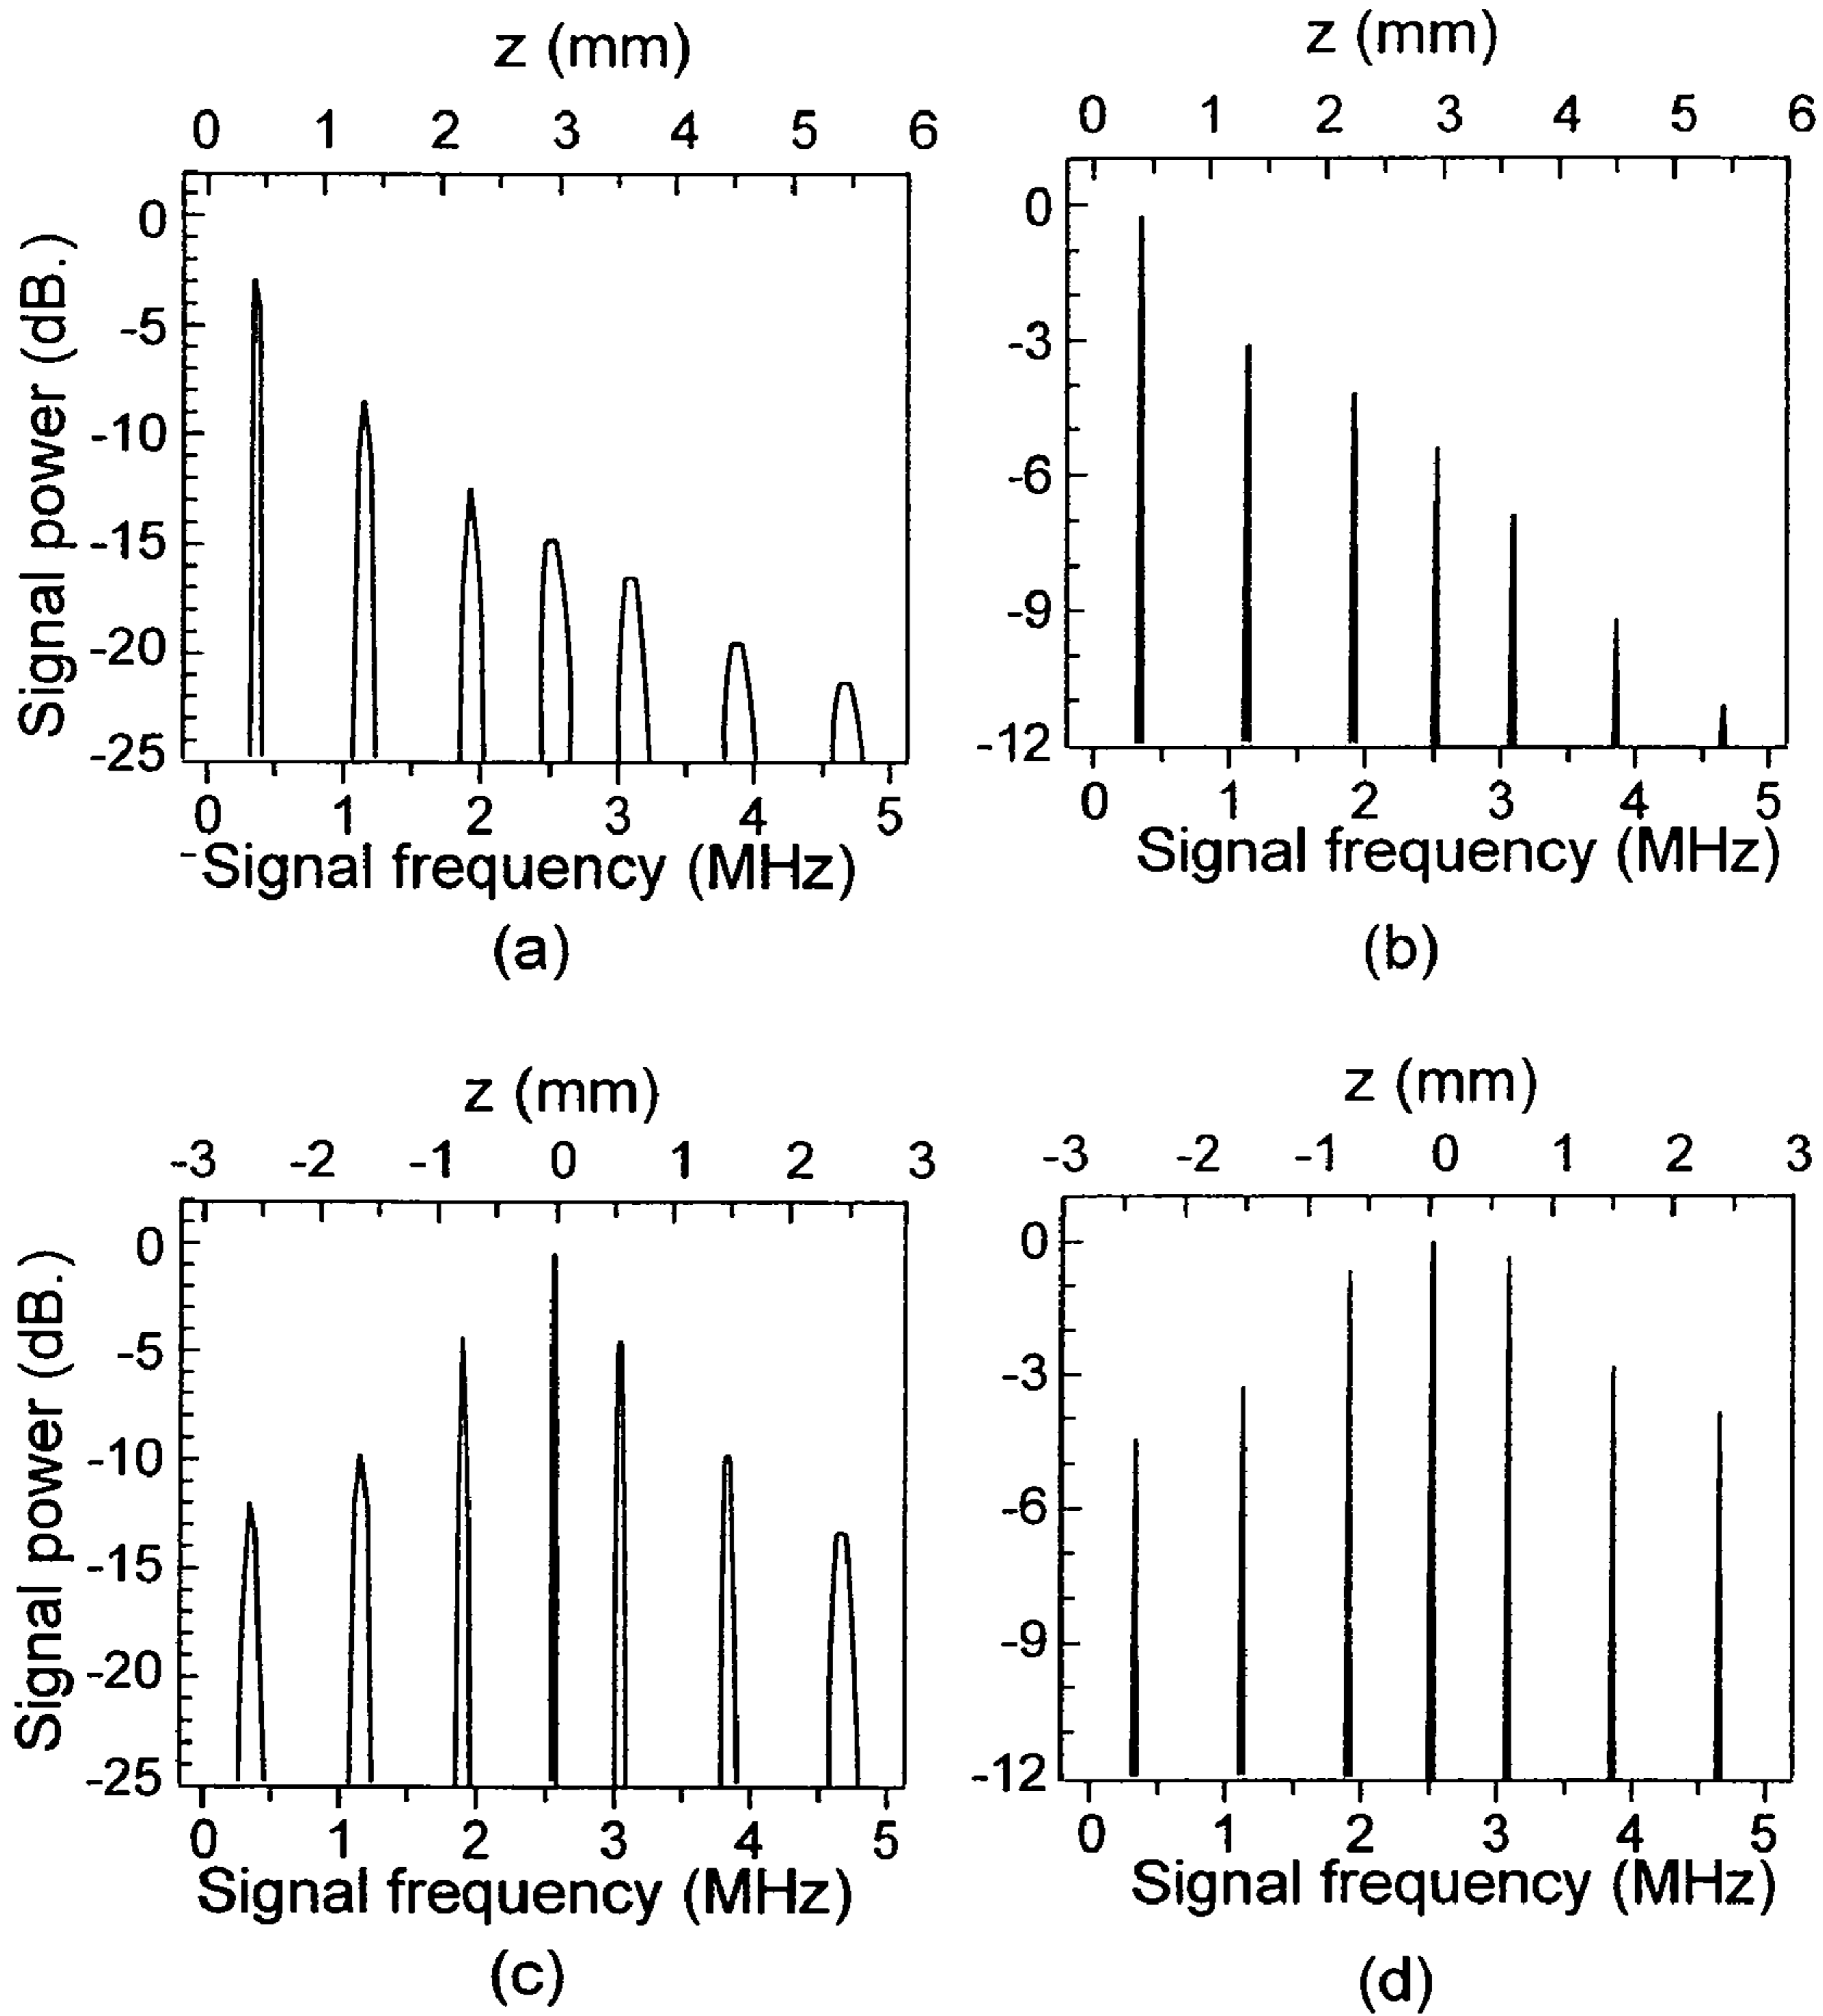 z (mm)
0 1 2 3 4 5 6
Signal power (dB.)
0
-5
-10
-15
-20
-25
0 1 2 3 4 5
Signal frequency (MHz)
(a)
z (mm)
0 1 2 3 4 5 6
0
-3
-6
-9
-12
0 1 2 3 4 5
Signal frequency (MHz)
(b)
z (mm)
-3 -2 -1 0 1 2 3
Signal power (dB.)
0
-5
-10
-15
-20
-25
0 1 2 3 4 5
Signal frequency (MHz)
(c)
z (mm)
-3 -2 -1 0 1 2 3
0
-3
-6
-9
-12
0 1 2 3 4 5
Signal frequency (MHz)
(d)